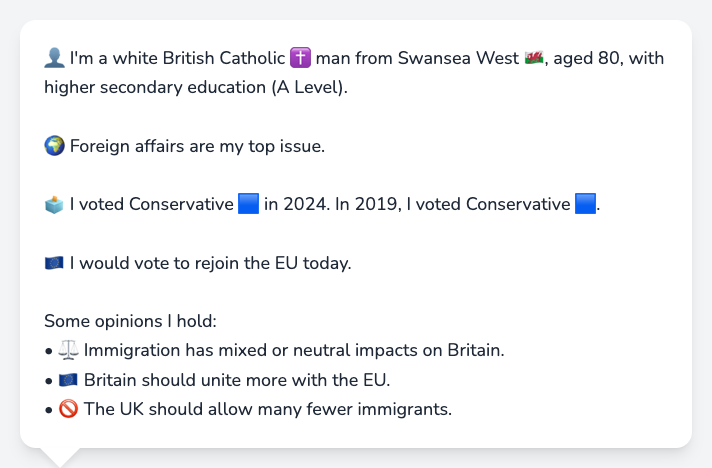 👤 I'm a white British Catholic ✝️ man from Swansea West 🏴󠁧󠁢󠁷󠁬󠁳󠁿, aged 80, with
higher secondary education (A Level).
🌍 Foreign affairs are my top issue.
🗳️ I voted Conservative 🟦 in 2024. In 2019, I voted Conservative 🟦.
🇪🇺 I would vote to rejoin the EU today.
Some opinions I hold:
• ⚖️ Immigration has mixed or neutral impacts on Britain.
• 🇪🇺 Britain should unite more with the EU.
• 🚫 The UK should allow many fewer immigrants.